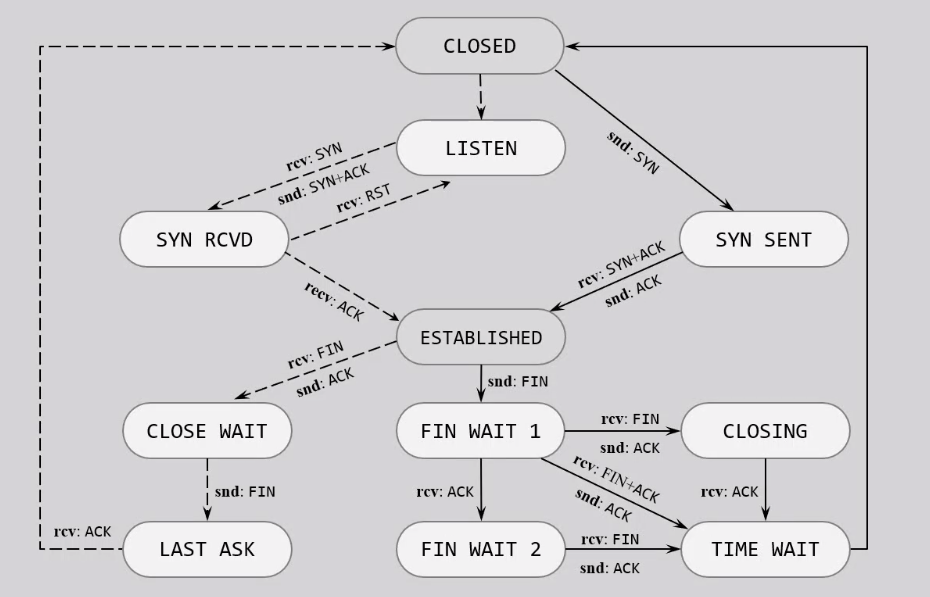 CLOSED
LISTEN
rcv: SYN
snd: SYN+ACK
rcv: RST
snd: SYN
SYN RCVD
SYN SENT
recv: ACK
rcv: SYN+ACK
snd: ACK
ESTABLISHED
rcv: FIN
snd: ACK
snd: FIN
CLOSE WAIT
FIN WAIT 1
rcv: FIN
snd: ACK
CLOSING
snd: FIN
rcv: ACK
rcv: FIN+ACK
snd: ACK
rcv: ACK
rcv: ACK
LAST ASK
FIN WAIT 2
rcv: FIN
snd: ACK
TIME WAIT